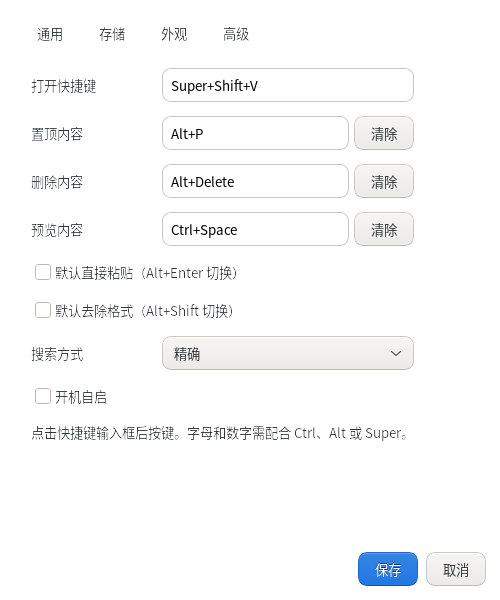 通用 存储 外观 高级
打开快捷键 Super+Shift+V
置顶内容 Alt+P 清除
删除内容 Alt+Delete 清除
预览内容 Ctrl+Space 清除
默认直接粘贴（Alt+Enter 切换）
默认去除格式（Alt+Shift 切换）
搜索方式 精确
开机自启
点击快捷键输入框后按键。字母和数字需配合 Ctrl、Alt 或 Super。
保存 取消